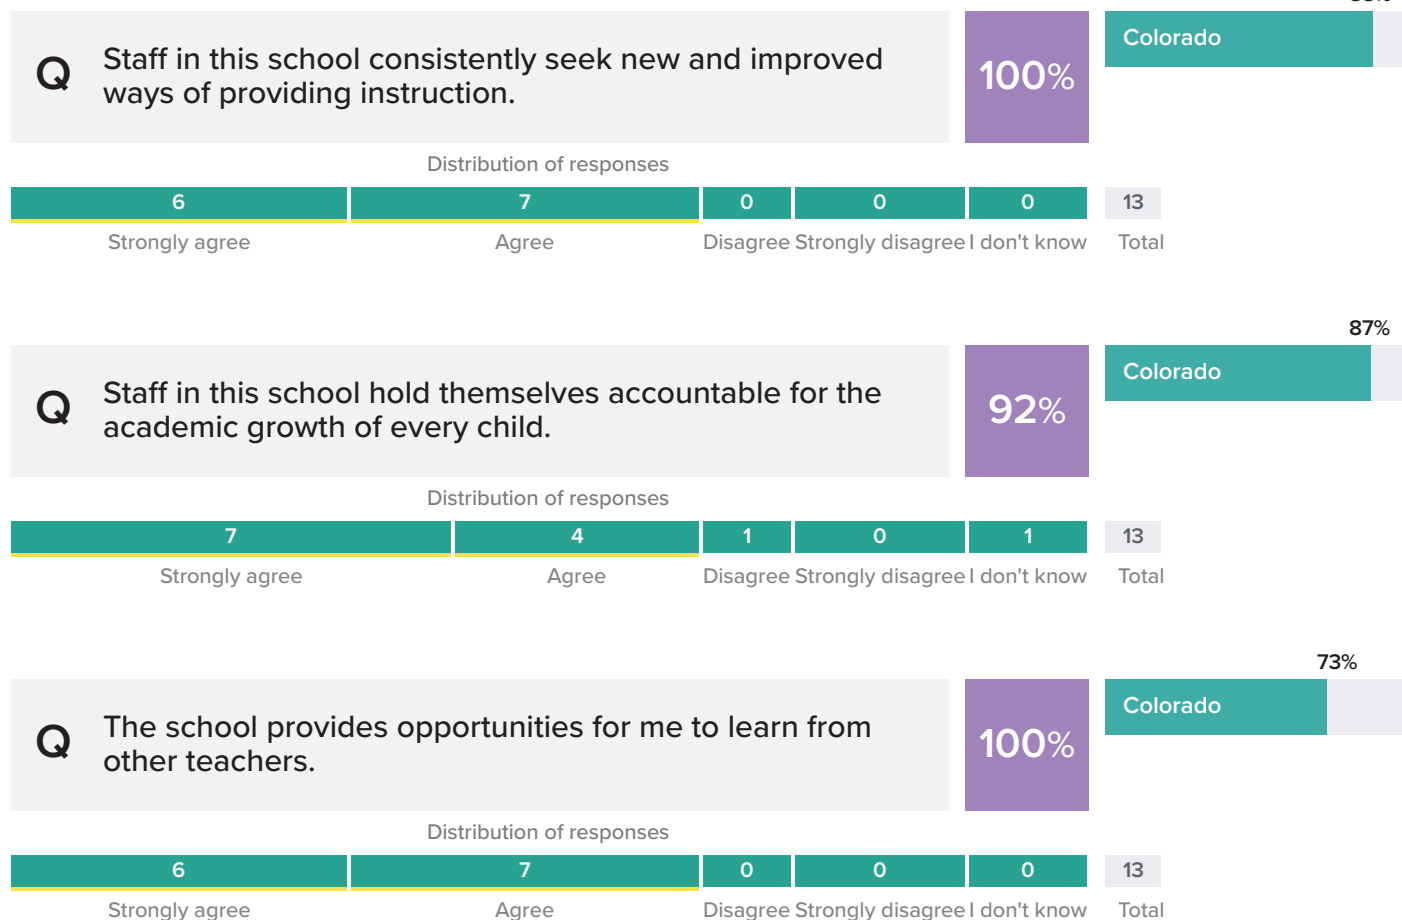 Q
Staff in this school consistently seek new and improved
ways of providing instruction.
100%
Colorado
Distribution of responses
6 7 0 0 0 13
Strongly agree Agree Disagree Strongly disagree I don't know Total
87%
Q
Staff in this school hold themselves accountable for the
academic growth of every child.
92%
Colorado
Distribution of responses
7 4 1 0 1 13
Strongly agree Agree Disagree Strongly disagree I don't know Total
73%
Q
The school provides opportunities for me to learn from
other teachers.
100%
Colorado
Distribution of responses
6 7 0 0 0 13
Strongly agree Agree Disagree Strongly disagree I don't know Total